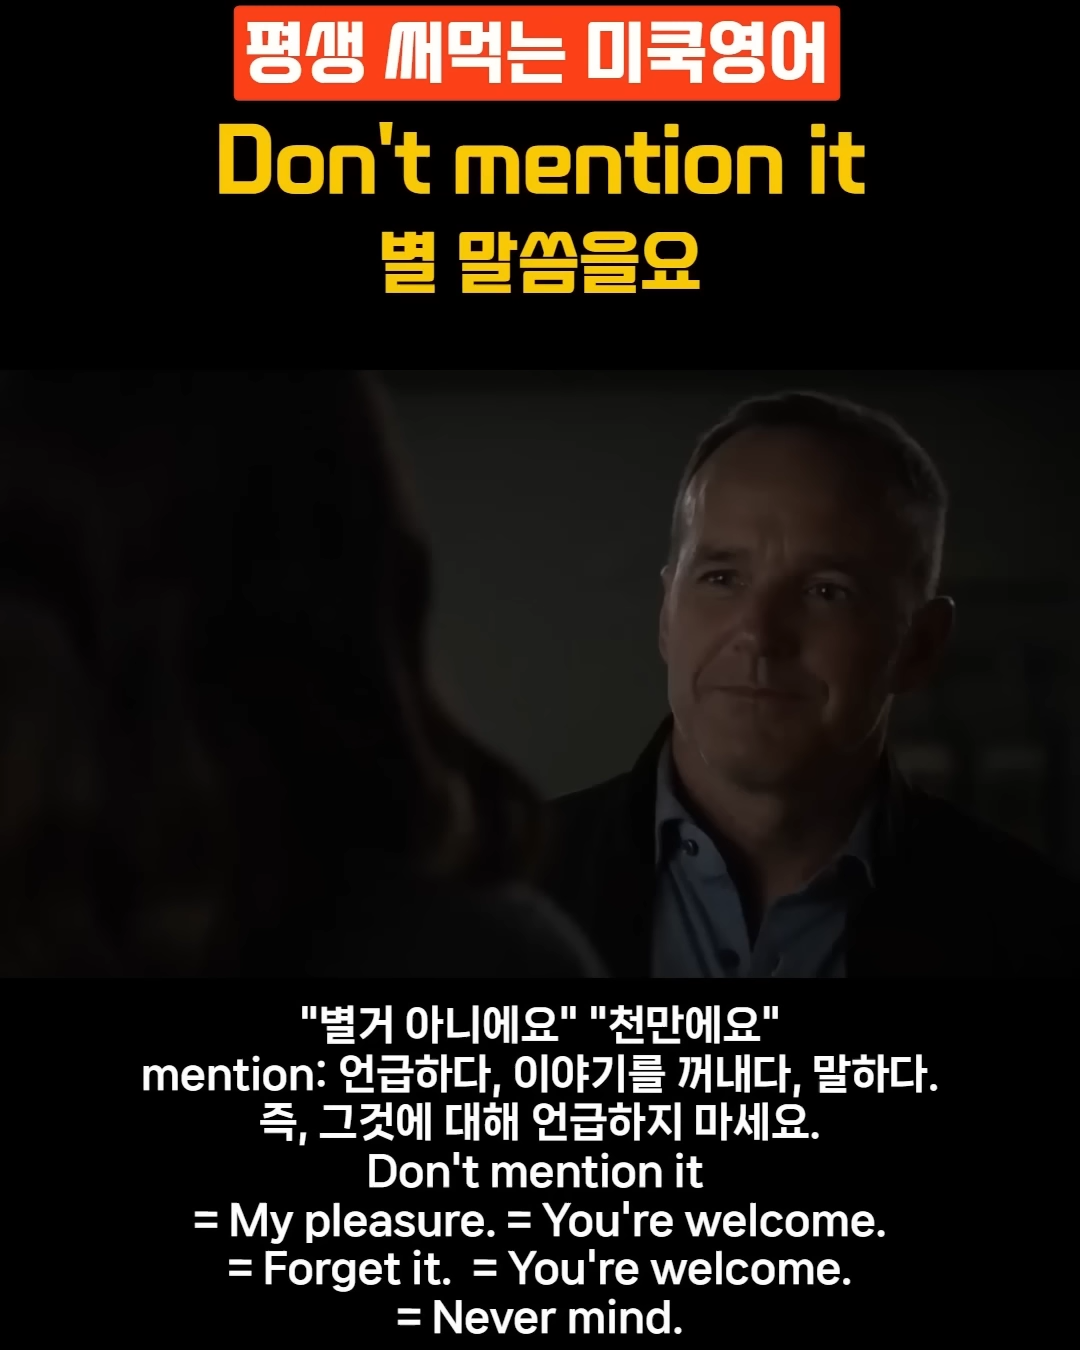 평생 써먹는 미쿡영어
Don't mention it
별 말씀을요
"별거 아니에요" "천만에요"
mention: 언급하다, 이야기를 꺼내다, 말하다.
즉, 그것에 대해 언급하지 마세요.
Don't mention it
= My pleasure. = You're welcome.
= Forget it. = You're welcome.
= Never mind.